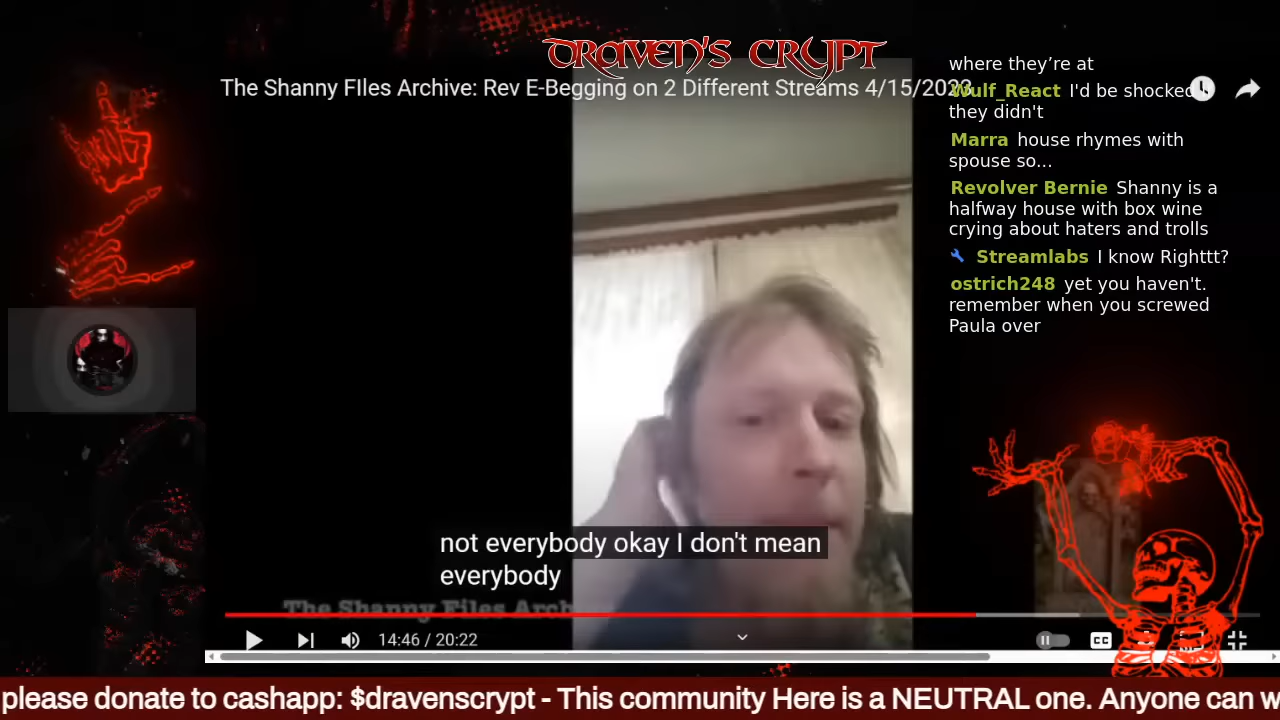 DRAVEN'S CRYPT
The Shanny FIles Archive: Rev E-Begging on 2 Different Streams 4/15/2023
where they're at
Wulf_React I'd be shocked
they didn't
Marra house rhymes with
spouse so...
Revolver Bernie Shanny is a
halfway house with box wine
crying about haters and trolls
Streamlabs I know Righttt?
ostrich248 yet you haven't.
remember when you screwed
Paula over
not everybody okay I don't mean
everybody
The Shanny Files Arch
14:46 / 20:22
CC
please donate to cashapp: $dravenscrypt - This community Here is a NEUTRAL one. Anyone can w